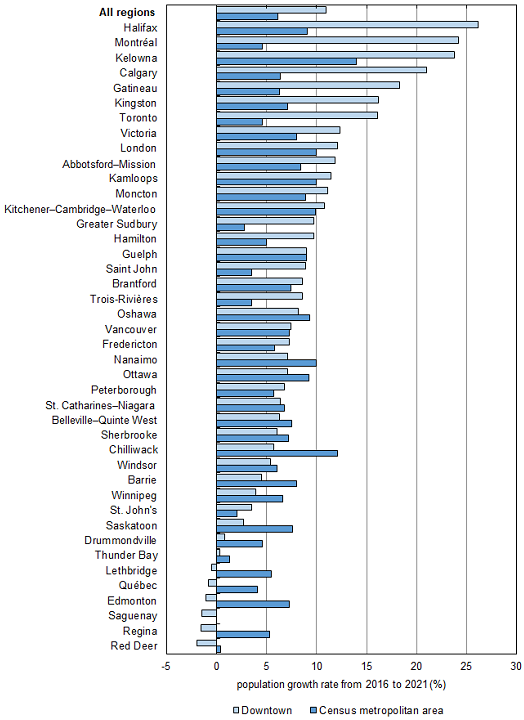 All regions
Halifax
Montréal
Kelowna
Calgary
Gatineau
Kingston
Toronto
Victoria
London
Abbotsford–Mission
Kamloops
Moncton
Kitchener–Cambridge–Waterloo
Greater Sudbury
Hamilton
Guelph
Saint John
Brantford
Trois-Rivières
Oshawa
Vancouver
Fredericton
Nanaimo
Ottawa
Peterborough
St. Catharines–Niagara
Belleville–Quinte West
Sherbrooke
Chilliwack
Windsor
Barrie
Winnipeg
St. John's
Saskatoon
Drummondville
Thunder Bay
Lethbridge
Québec
Edmonton
Saguenay
Regina
Red Deer
-5 0 5 10 15 20 25 30
population growth rate from 2016 to 2021 (%)
Downtown Census metropolitan area